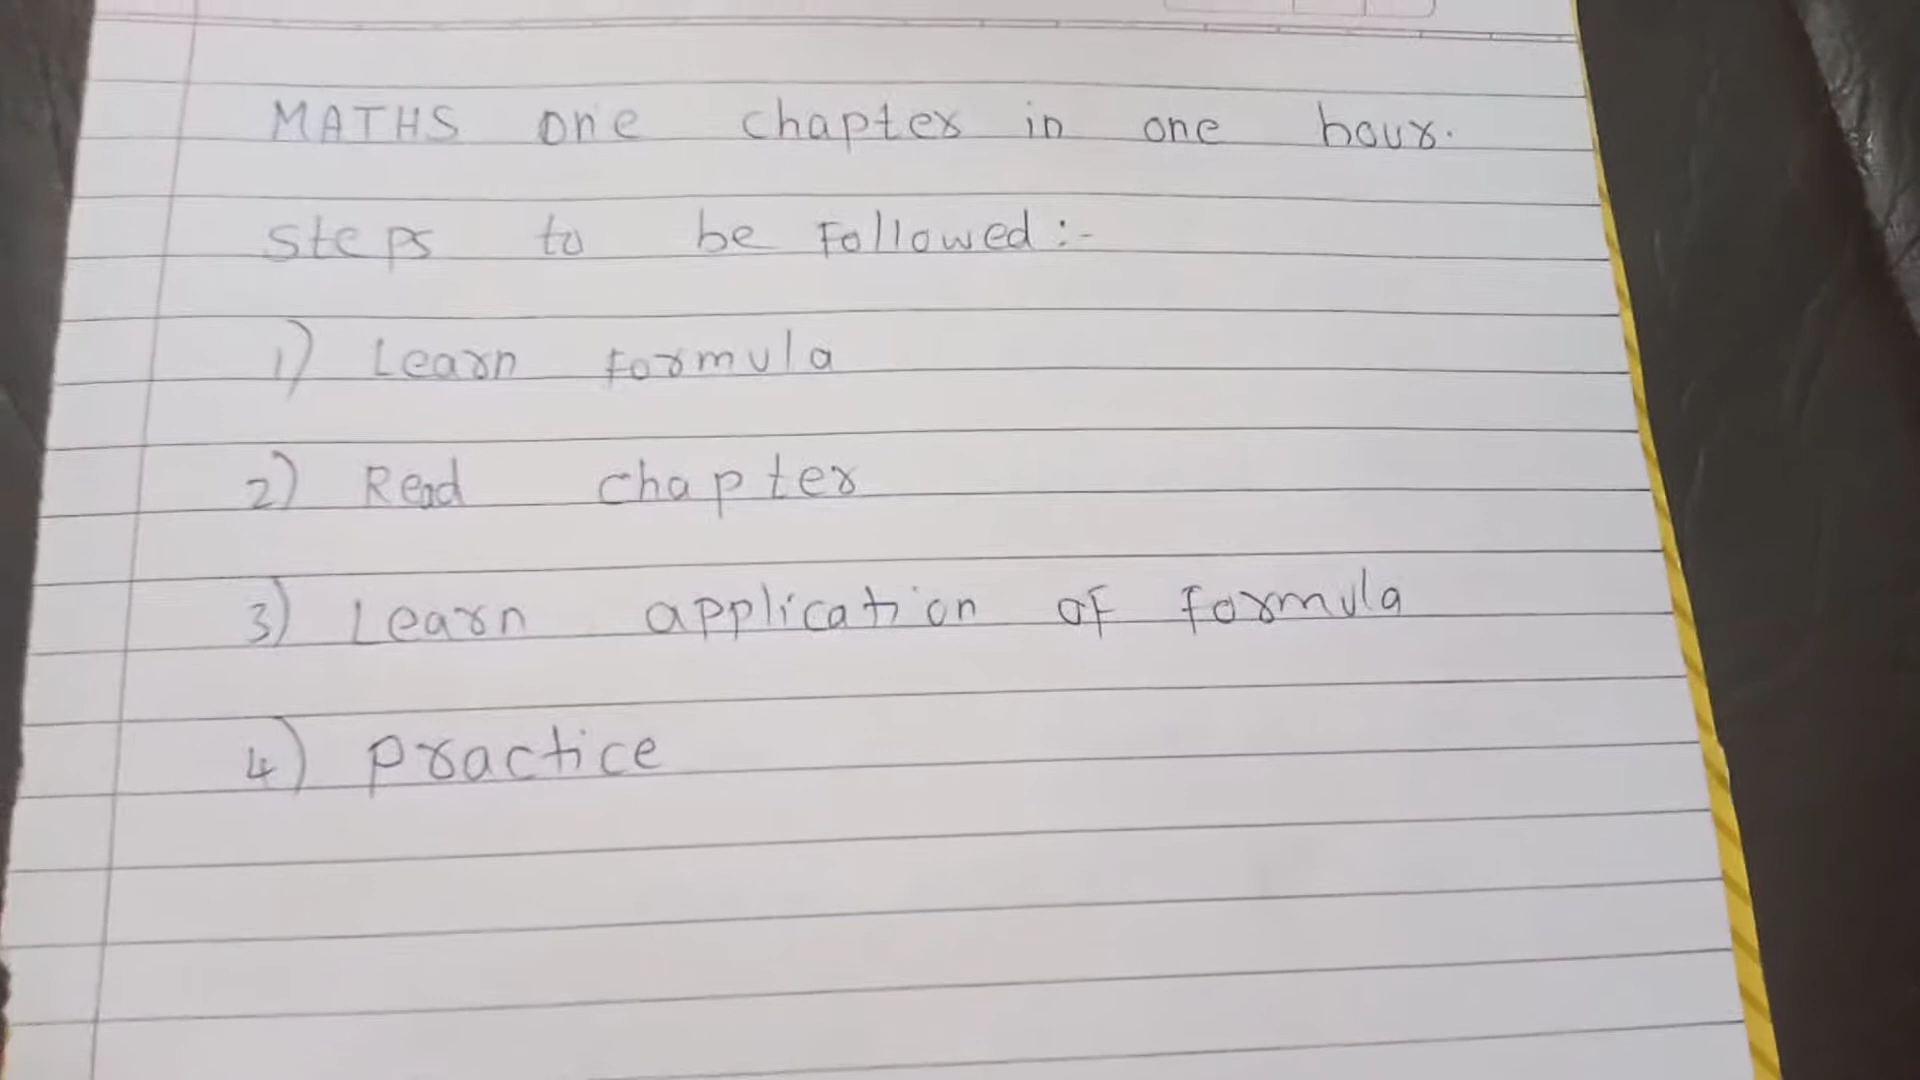 MATHS one chapter in one hour.
steps to be Followed :-
1) Learn formula
2) Read chapter
3) Learn application of formula
4) practice